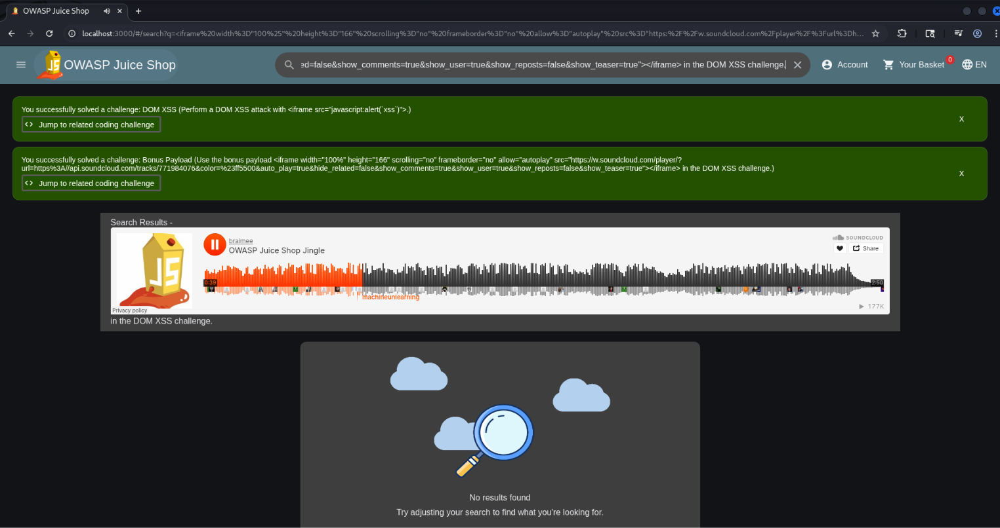 OWASP Juice Shop
localhost:3000/#/search?q=<iframe%20width%3D"100%25"%20height%3D"166"%20scrolling%3D"no"%20frameborder%3D"no"%20allow%3D"autoplay"%20src%3D"https:%2F%2Fw.soundcloud.com%2Fplayer%2F%3Furl%3Dh...
OWASP Juice Shop
ed=false&show_comments=true&show_user=true&show_reposts=false&show_teaser=true"></iframe> in the DOM XSS challenge.
Account
Your Basket
0
EN
You successfully solved a challenge: DOM XSS (Perform a DOM XSS attack with <iframe src="javascript:alert(`xss`)">.)
Jump to related coding challenge
X
You successfully solved a challenge: Bonus Payload (Use the bonus payload <iframe width="100%" height="166" scrolling="no" frameborder="no" allow="autoplay" src="https://w.soundcloud.com/player/?
url=https%3A//api.soundcloud.com/tracks/771984076&color=%23ff5500&auto_play=true&hide_related=false&show_comments=true&show_user=true&show_reposts=false&show_teaser=true"></iframe> in the DOM XSS challenge.)
Jump to related coding challenge
X
Search Results -
JS
braimee
OWASP Juice Shop Jingle
SOUNDCLOUD
Share
0:39
2:50
machineunlearning
Privacy policy
177K
in the DOM XSS challenge.
No results found
Try adjusting your search to find what you're looking for.